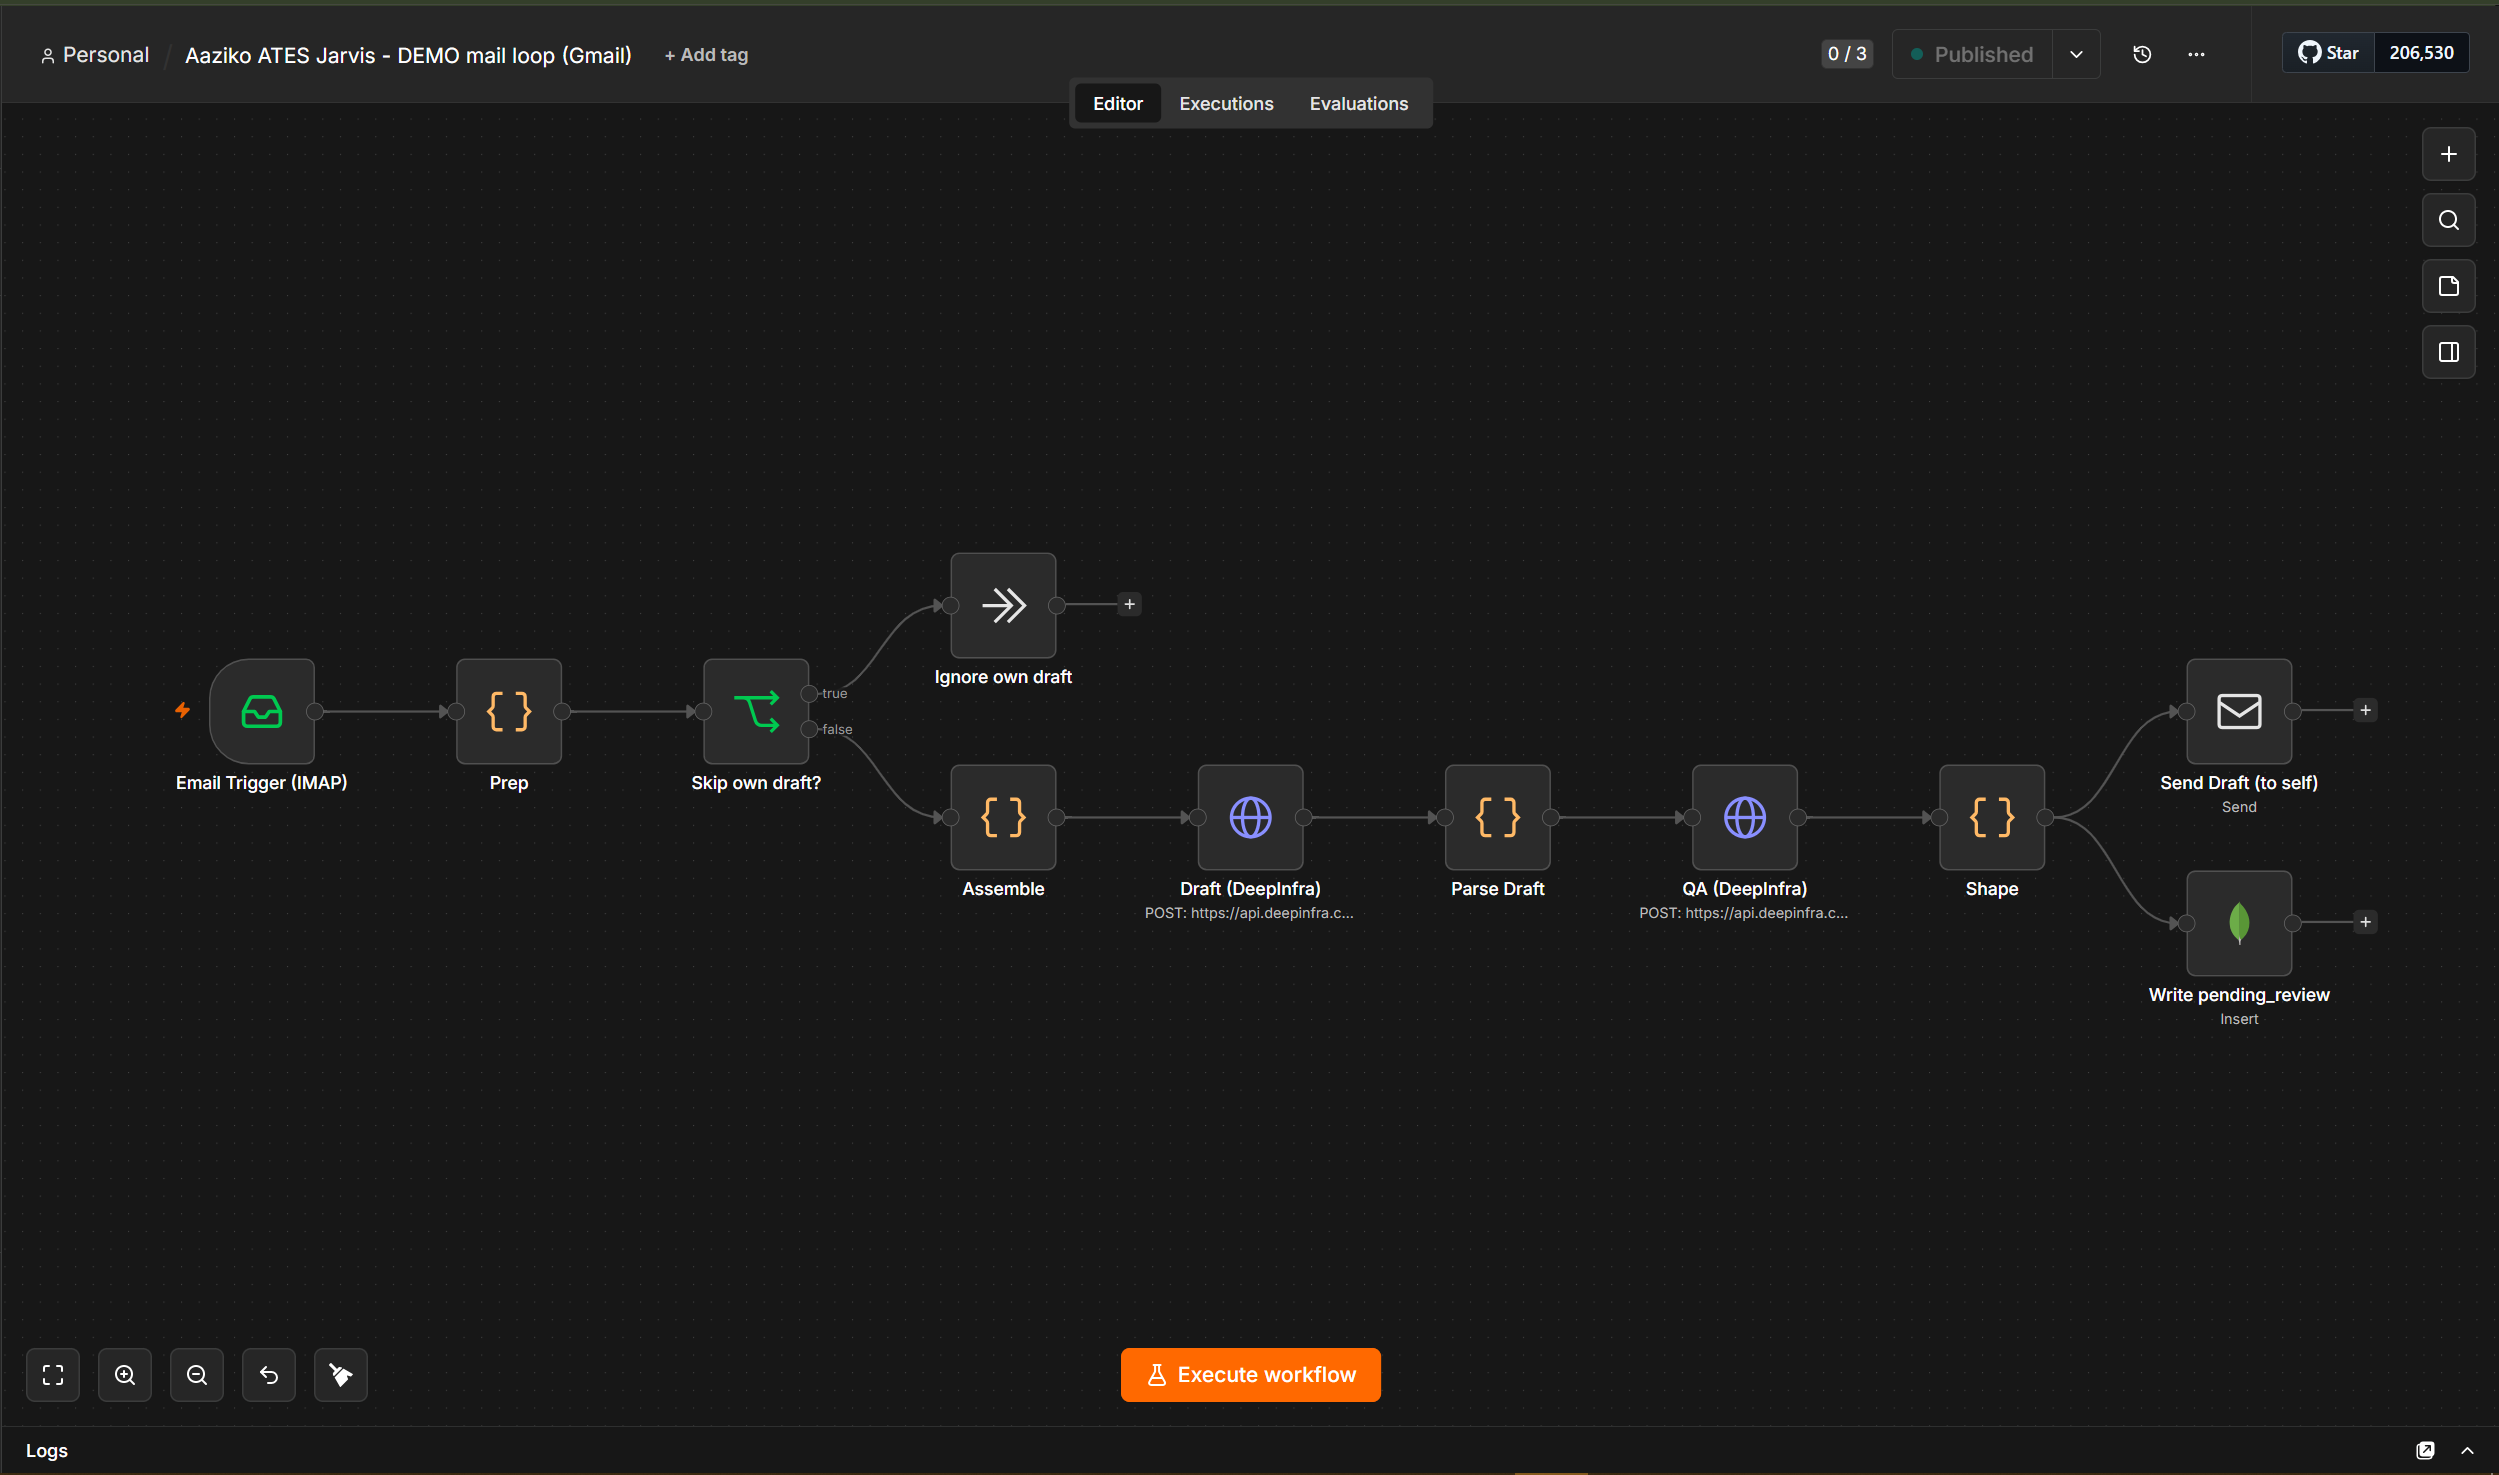 Personal / Aaziko ATES Jarvis - DEMO mail loop (Gmail) + Add tag
0 / 3
Published
Star 206,530
Editor Executions Evaluations
Ignore own draft
true
false
Email Trigger (IMAP)
Prep
Skip own draft?
Send Draft (to self)
Send
Assemble
Draft (DeepInfra)
POST: https://api.deepinfra.c...
Parse Draft
QA (DeepInfra)
POST: https://api.deepinfra.c...
Shape
Write pending_review
Insert
Execute workflow
Logs